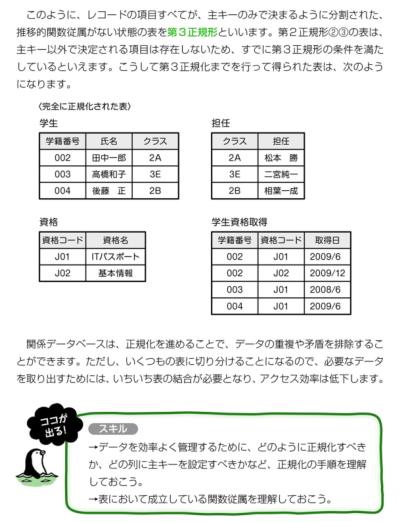 このように、レコードの項目すべてが、主キーのみで決まるように分割された、
推移的関数従属がない状態の表を第３正規形といいます。第２正規形②③の表は、
主キー以外で決定される項目は存在しないため、すでに第３正規形の条件を満た
しているといえます。こうして第３正規化までを行って得られた表は、次のよう
になります。
〈完全に正規化された表〉
学生
学籍番号 氏名 クラス
002 田中一郎 2A
003 高橋和子 3E
004 後藤 正 2B
担任
クラス 担任
2A 松本 勝
3E 二宮純一
2B 相葉一成
資格
資格コード 資格名
J01 ITパスポート
J02 基本情報
学生資格取得
学籍番号 資格コード 取得日
002 J01 2009/6
002 J02 2009/12
003 J01 2008/6
004 J01 2009/6
関係データベースは、正規化を進めることで、データの重複や矛盾を排除するこ
とができます。ただし、いくつもの表に切り分けることになるので、必要なデータ
を取り出すためには、いちいち表の結合が必要となり、アクセス効率は低下します。
ココが
出る!
スキル
→データを効率よく管理するために、どのように正規化すべき
か、どの列に主キーを設定すべきかなど、正規化の手順を理解
しておこう。
→表において成立している関数従属を理解しておこう。